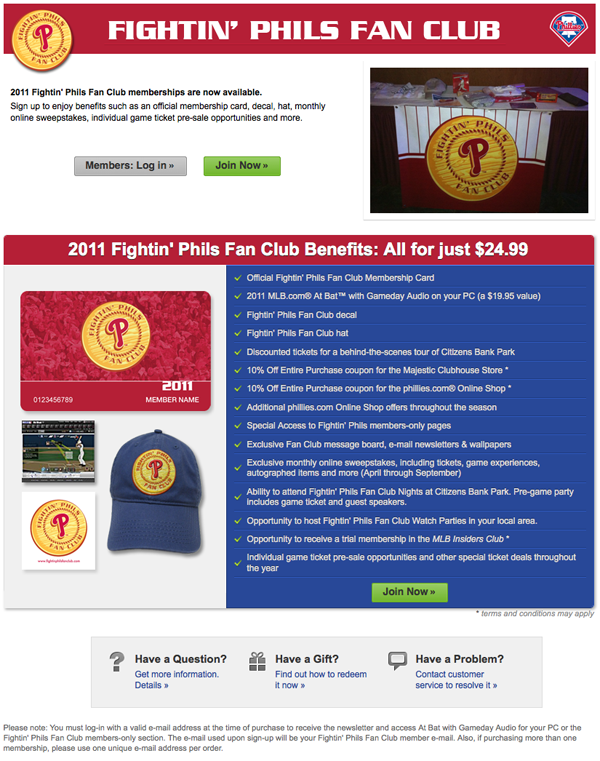 FIGHTIN' PHILS
P
FAN CLUB
FIGHTIN' PHILS FAN CLUB
Phillies
2011 Fightin' Phils Fan Club memberships are now available.
Sign up to enjoy benefits such as an official membership card, decal, hat, monthly
online sweepstakes, individual game ticket pre-sale opportunities and more.
Members: Log in »
Join Now »
FIGHTIN' PHILS
P
FAN CLUB
2011 Fightin' Phils Fan Club Benefits: All for just $24.99
FIGHTIN' PHILS
P
FAN CLUB
2011
0123456789
MEMBER NAME
FIGHTIN' PHILS
P
FAN CLUB
www.fightinphilsfanclub.com
FIGHTIN' PHILS
P
FAN CLUB
Official Fightin' Phils Fan Club Membership Card
2011 MLB.com® At Bat™ with Gameday Audio on your PC (a $19.95 value)
Fightin' Phils Fan Club decal
Fightin' Phils Fan Club hat
Discounted tickets for a behind-the-scenes tour of Citizens Bank Park
10% Off Entire Purchase coupon for the Majestic Clubhouse Store *
10% Off Entire Purchase coupon for the phillies.com® Online Shop *
Additional phillies.com Online Shop offers throughout the season
Special Access to Fightin' Phils members-only pages
Exclusive Fan Club message board, e-mail newsletters & wallpapers
Exclusive monthly online sweepstakes, including tickets, game experiences,
autographed items and more (April through September)
Ability to attend Fightin' Phils Fan Club Nights at Citizens Bank Park. Pre-game party
Includes game ticket and guest speakers.
Opportunity to host Fightin' Phils Fan Club Watch Parties in your local area.
Opportunity to receive a trial membership in the MLB Insiders Club *
Individual game ticket pre-sale opportunities and other special ticket deals throughout
the year
Join Now »
* terms and conditions may apply
Have a Question?
Get more information.
Details »
Have a Gift?
Find out how to redeem
it now »
Have a Problem?
Contact customer
service to resolve it »
Please note: You must log-in with a valid e-mail address at the time of purchase to receive the newsletter and access At Bat with Gameday Audio for your PC or the
Fightin' Phils Fan Club members-only section. The e-mail used upon sign-up will be your Fightin' Phils Fan Club member e-mail. Also, if purchasing more than one
membership, please use one unique e-mail address per order.